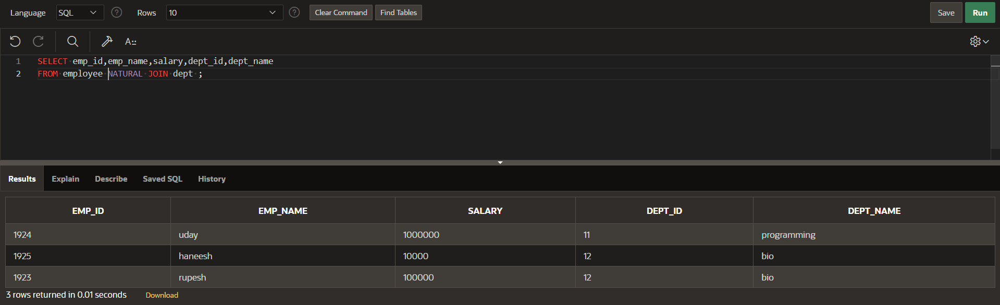 Language SQL ? Rows 10 ? Clear Command Find Tables Save Run
A::
1 SELECT emp_id,emp_name,salary,dept_id,dept_name
2 FROM employee NATURAL JOIN dept ;
Results Explain Describe Saved SQL History
EMP_ID EMP_NAME SALARY DEPT_ID DEPT_NAME
1924 uday 1000000 11 programming
1925 haneesh 10000 12 bio
1923 rupesh 100000 12 bio
3 rows returned in 0.01 seconds Download